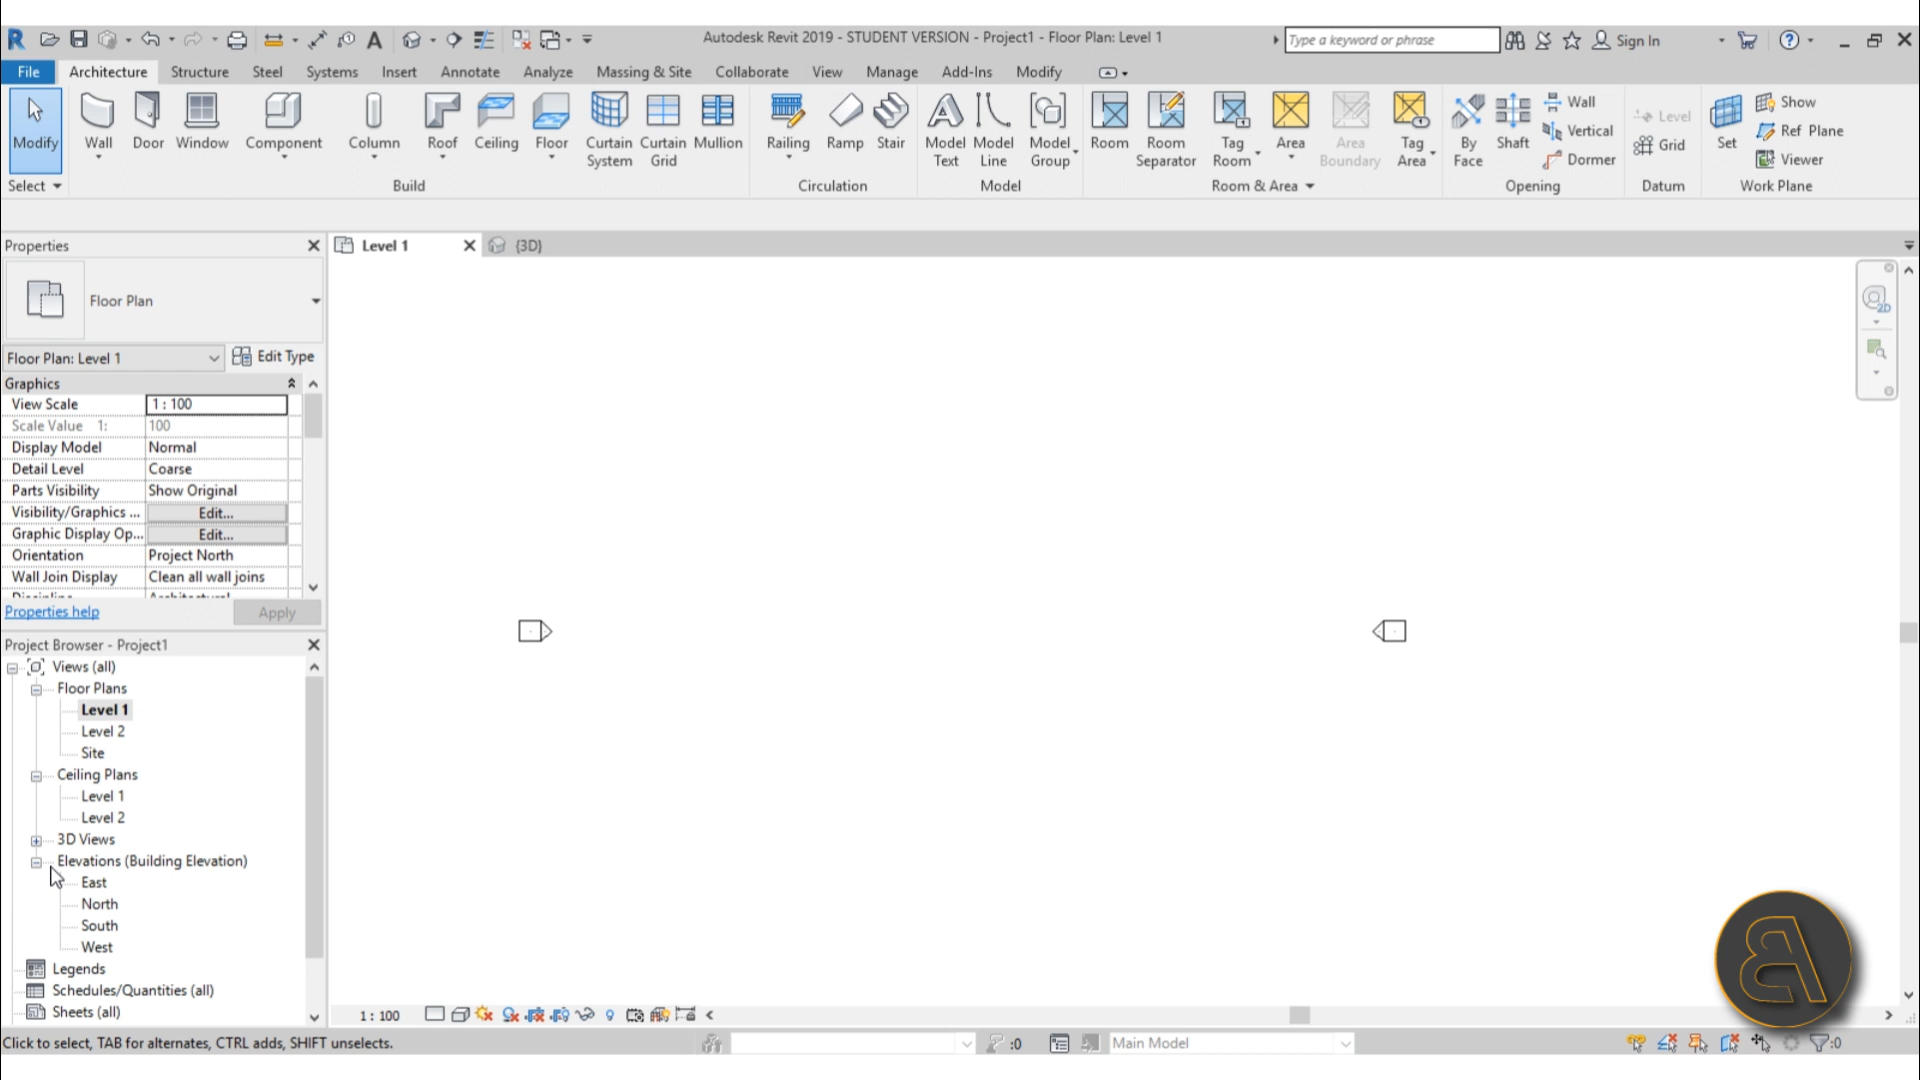 Autodesk Revit 2019 - STUDENT VERSION - Project1 - Floor Plan: Level 1
Type a keyword or phrase
Sign In
File Architecture Structure Steel Systems Insert Annotate Analyze Massing & Site Collaborate View Manage Add-Ins Modify
Modify
Wall
Door
Window
Component
Column
Roof
Ceiling
Floor
Curtain System
Curtain Grid
Mullion
Railing
Ramp
Stair
Model Text
Model Line
Model Group
Room
Room Separator
Tag Room
Area
Area Boundary
Tag Area
By Face
Shaft
Wall
Vertical
Dormer
Level
Grid
Set
Show
Ref Plane
Viewer
Select Build Circulation Model Room & Area Opening Datum Work Plane
Properties
Level 1
{3D}
Floor Plan
2D
Floor Plan: Level 1
Edit Type
Graphics
View Scale 1 : 100
Scale Value 1: 100
Display Model Normal
Detail Level Coarse
Parts Visibility Show Original
Visibility/Graphics ... Edit...
Graphic Display Op... Edit...
Orientation Project North
Wall Join Display Clean all wall joins
Properties help
Apply
Project Browser - Project1
Views (all)
Floor Plans
Level 1
Level 2
Site
Ceiling Plans
Level 1
Level 2
3D Views
Elevations (Building Elevation)
East
North
South
West
Legends
Schedules/Quantities (all)
Sheets (all)
1 : 100
Click to select, TAB for alternates, CTRL adds, SHIFT unselects.
:0
Main Model
:0